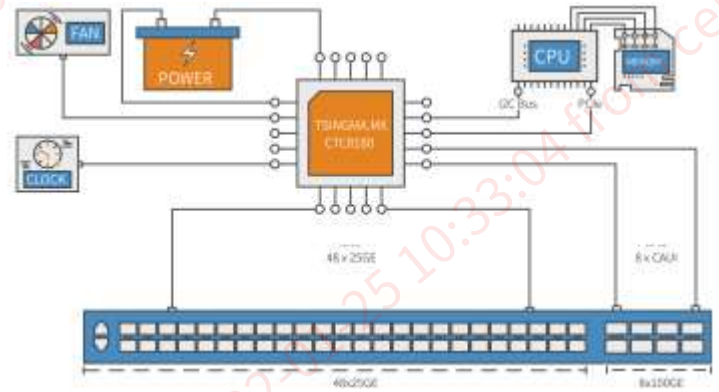 FAN
POWER
CPU
MEMORY
I2C Bus
PCIe
TSINGMA.MX
CTC8180
CLOCK
48 x 25GE
8 x CAUI
48x25GE
8x100GE